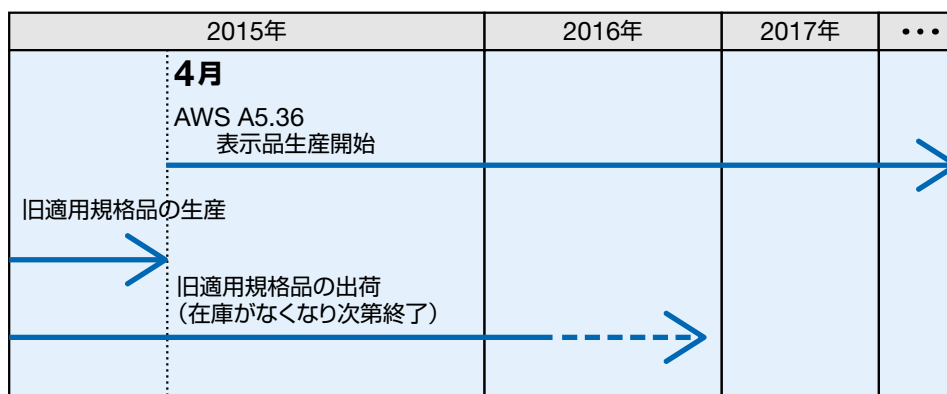 2015年 2016年 2017年 •••
4月
AWS A5.36
表示品生産開始
旧適用規格品の生産
旧適用規格品の出荷
（在庫がなくなり次第終了）